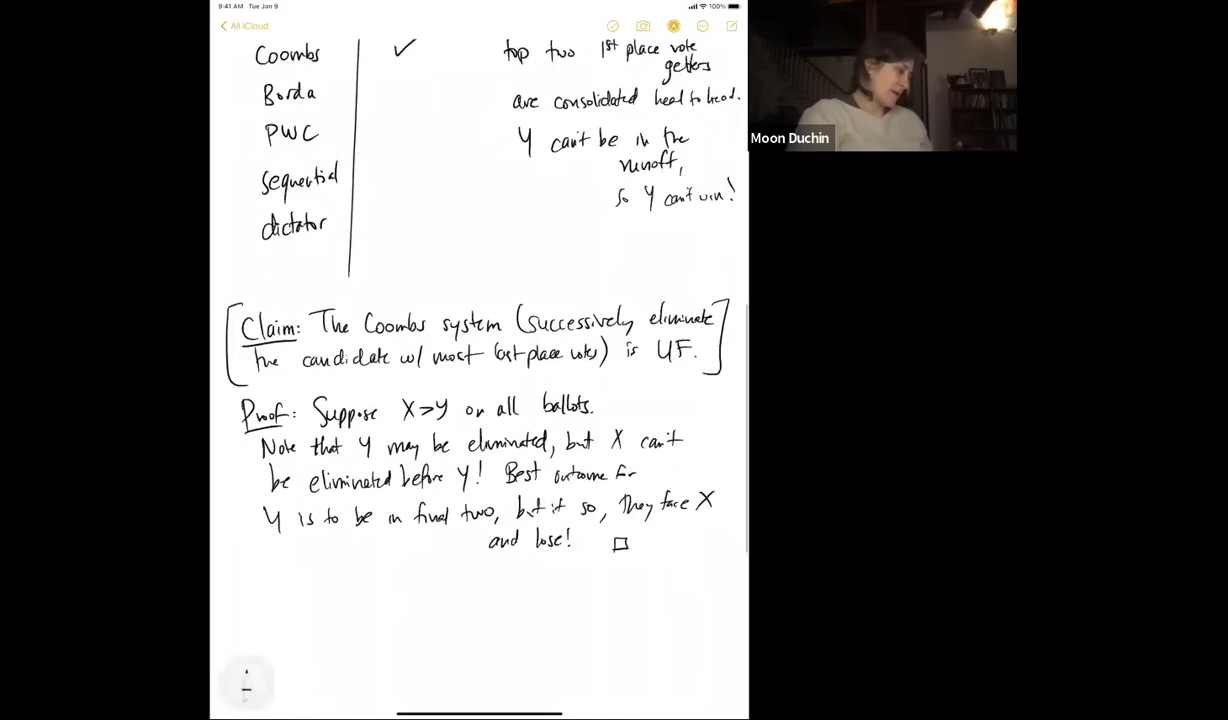 9:41 AM Tue Jan 9
100%
All iCloud
Coombs ✓
Borda
PWC
sequential
dictator
top two 1st place vote
getters
are consolidated head to head.
Y can't be in the
runoff,
so Y can't win!
Moon Duchin
[Claim: The Coombs system (successively eliminate
the candidate w/ most last place votes) is UF.]
Proof: Suppose X>Y on all ballots.
Note that Y may be eliminated, but X can't
be eliminated before Y! Best outcome for
Y is to be in final two, but if so, they face X
and lose! □